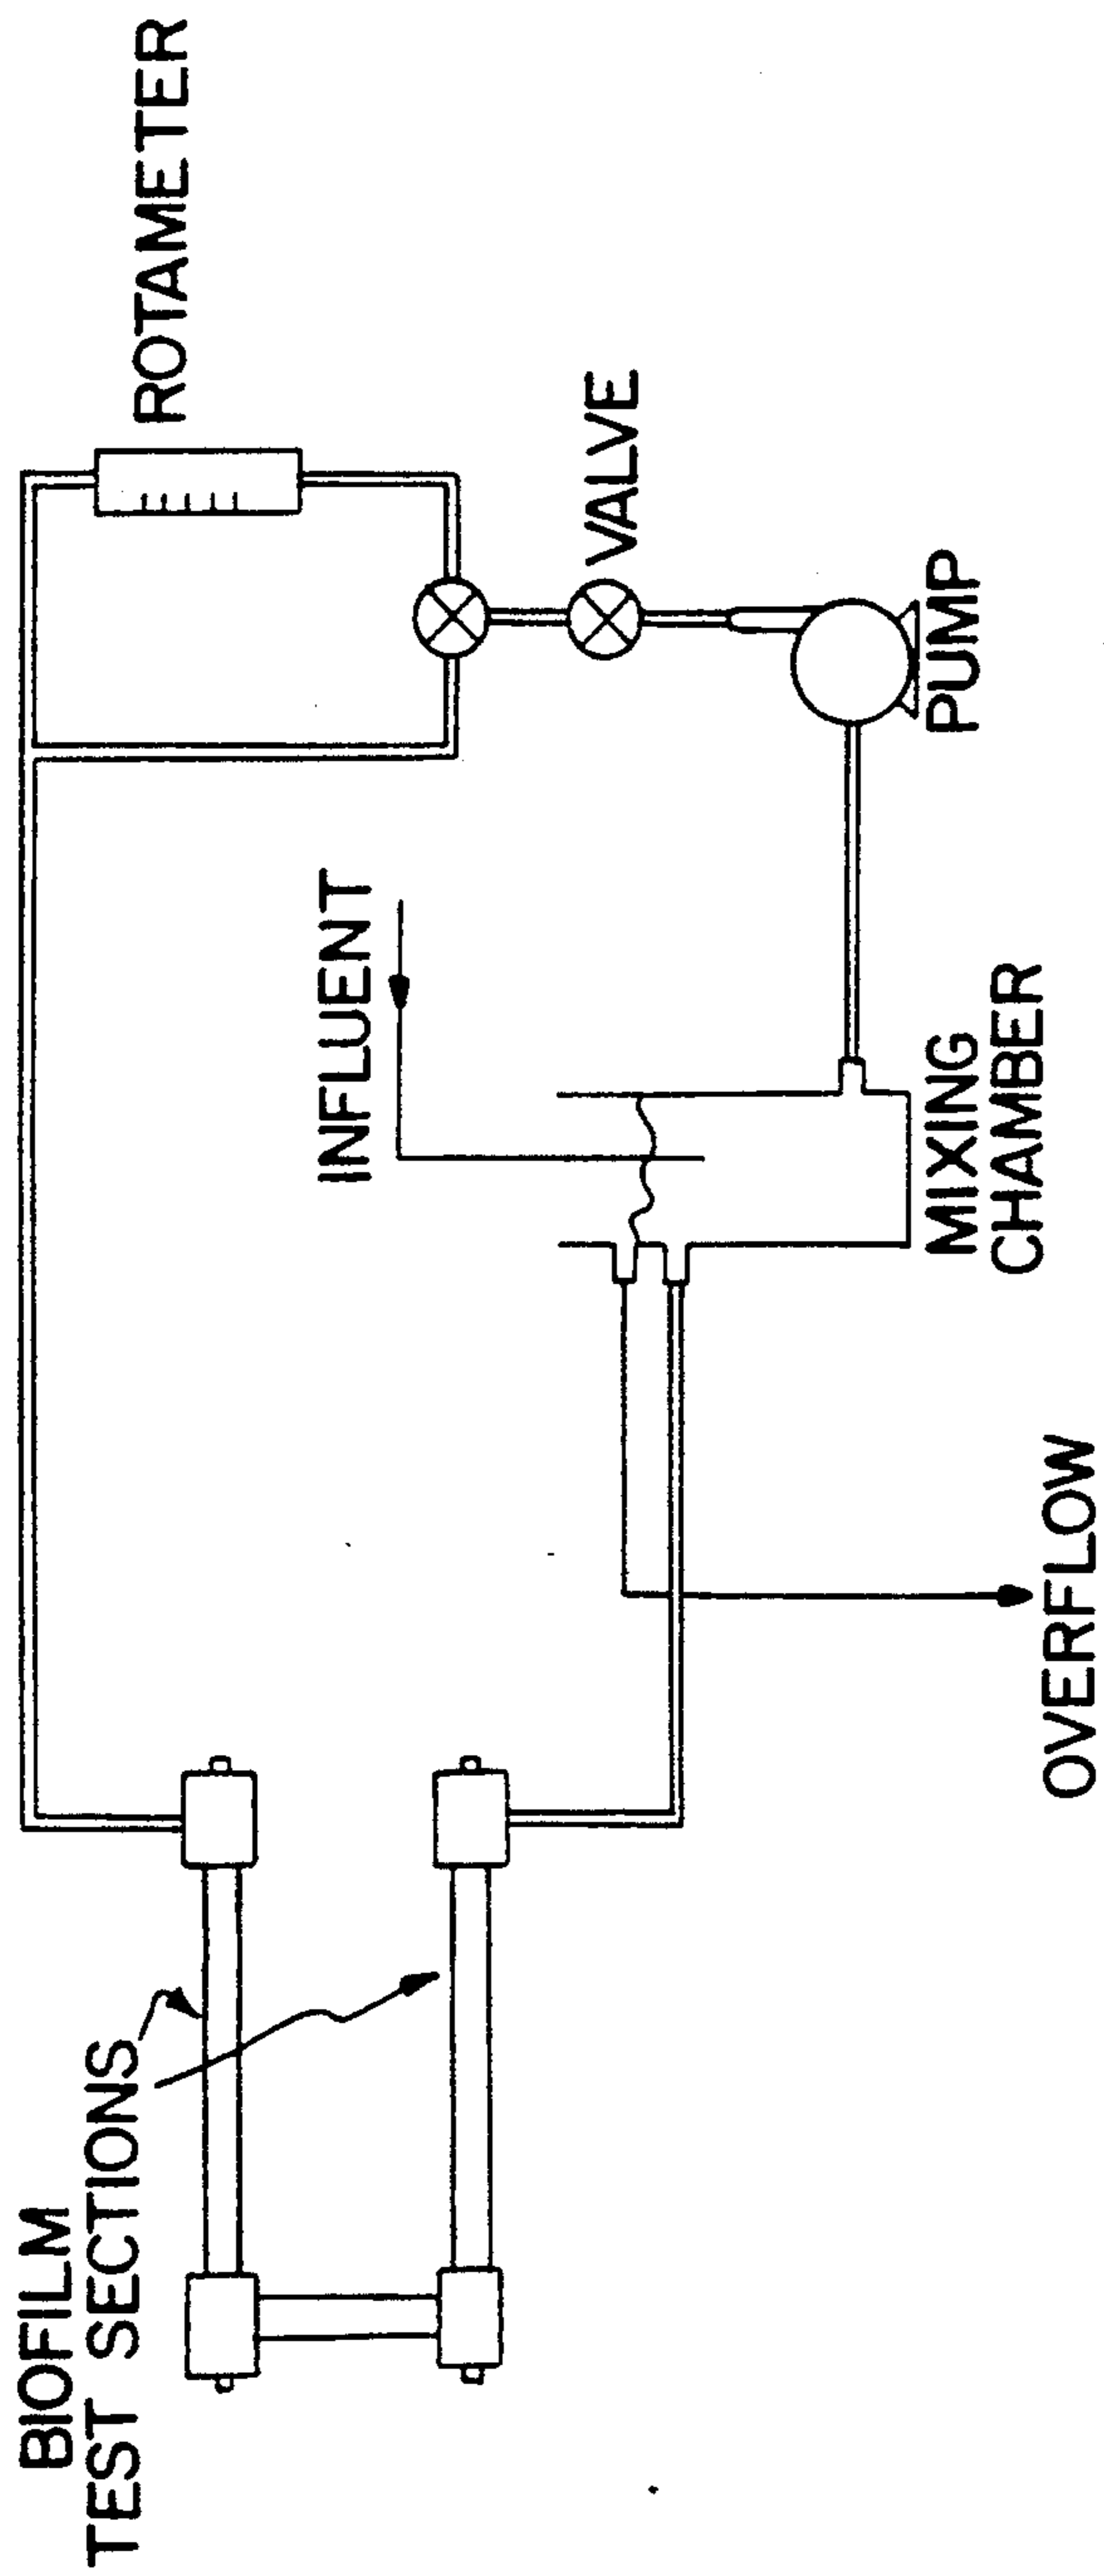 BIOFILM
TEST SECTIONS
ROTAMETER
INFLUENT
VALVE
PUMP
MIXING
CHAMBER
OVERFLOW